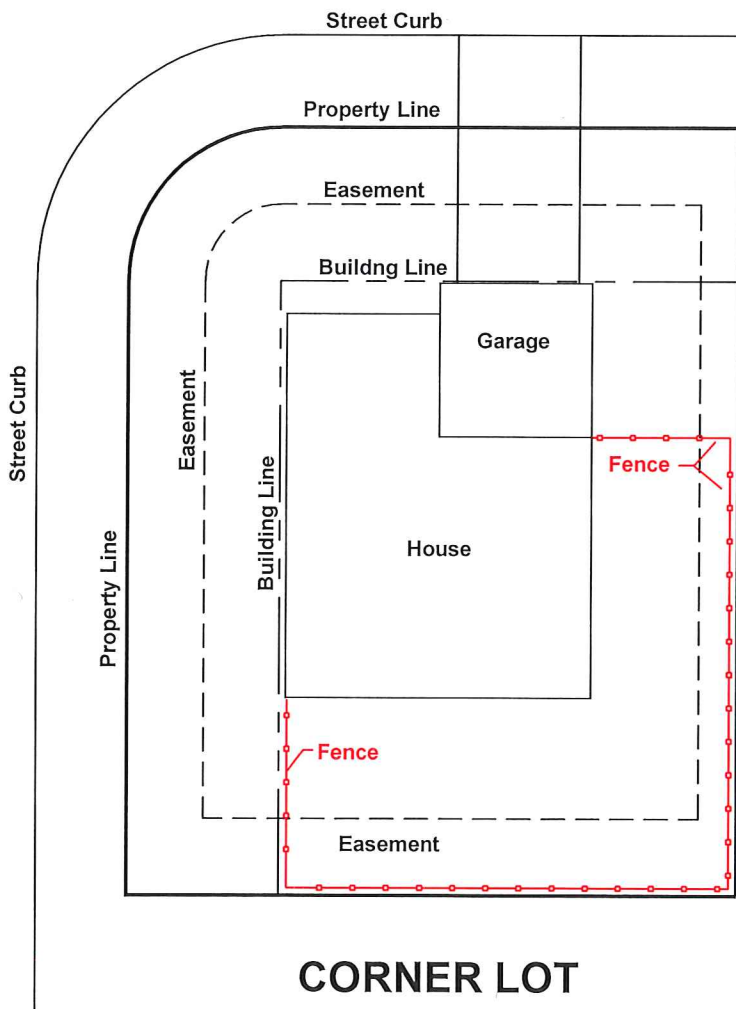 Street Curb
Property Line
Easement
Buildng Line
Garage
Street Curb
Easement
Fence
Building Line
House
Property Line
Fence
Easement
CORNER LOT